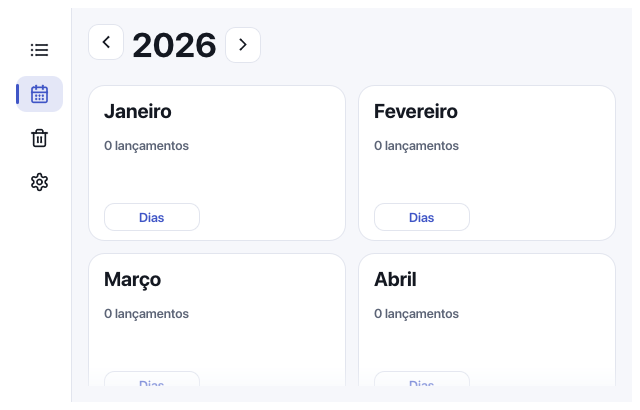 2026
Janeiro
0 lançamentos
Dias
Fevereiro
0 lançamentos
Dias
Março
0 lançamentos
Dias
Abril
0 lançamentos
Dias